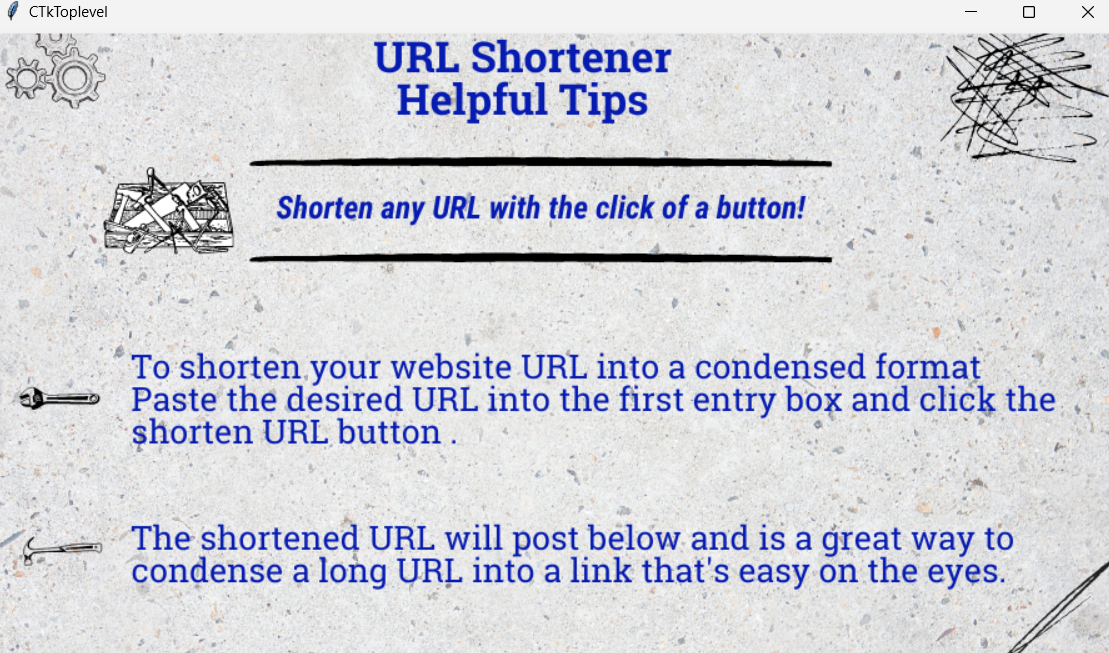 CTkToplevel
URL Shortener
Helpful Tips
Shorten any URL with the click of a button!
To shorten your website URL into a condensed format
Paste the desired URL into the first entry box and click the
shorten URL button .
The shortened URL will post below and is a great way to
condense a long URL into a link that's easy on the eyes.